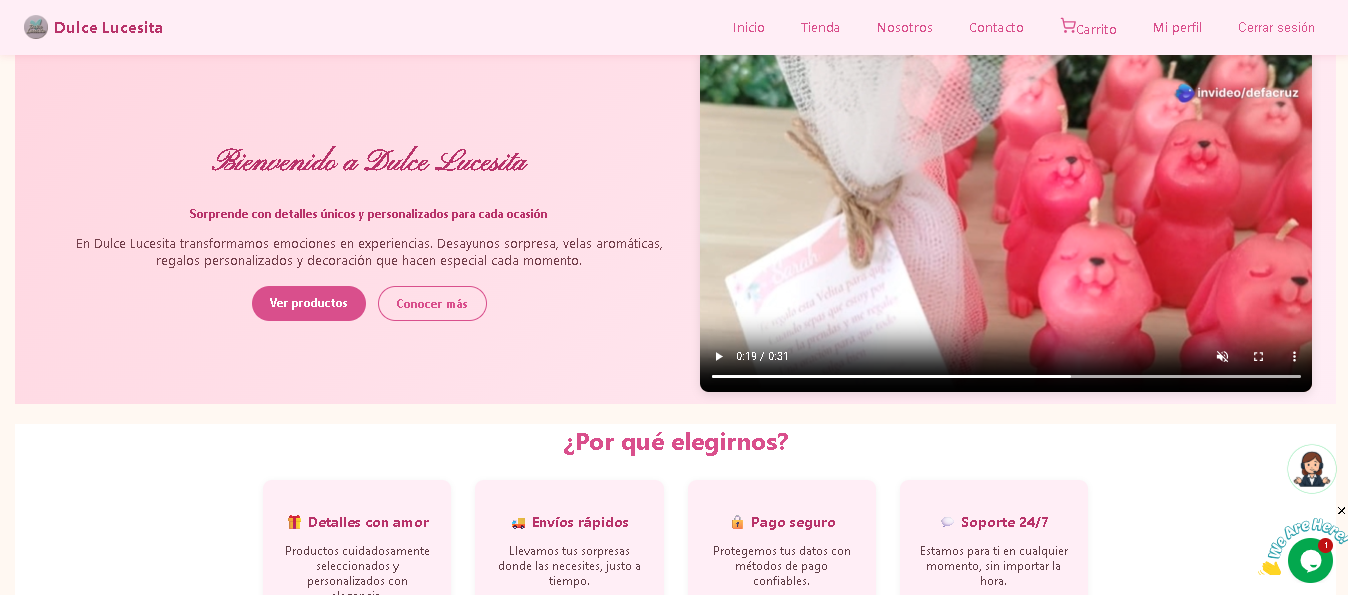 Dulce Lucesita
Inicio
Tienda
Nosotros
Contacto
Carrito
Mi perfil
Cerrar sesión
Bienvenido a Dulce Lucesita
Sorprende con detalles únicos y personalizados para cada ocasión
En Dulce Lucesita transformamos emociones en experiencias. Desayunos sorpresa, velas aromáticas,
regalos personalizados y decoración que hacen especial cada momento.
Ver productos
Conocer más
invideo/defacruz
Sarah
0:19 / 0:31
¿Por qué elegirnos?
Detalles con amor
Productos cuidadosamente
seleccionados y
personalizados con
elegancia.
Envíos rápidos
Llevamos tus sorpresas
donde las necesites, justo a
tiempo.
Pago seguro
Protegemos tus datos con
métodos de pago
confiables.
Soporte 24/7
Estamos para ti en cualquier
momento, sin importar la
hora.
We Are Here!
1